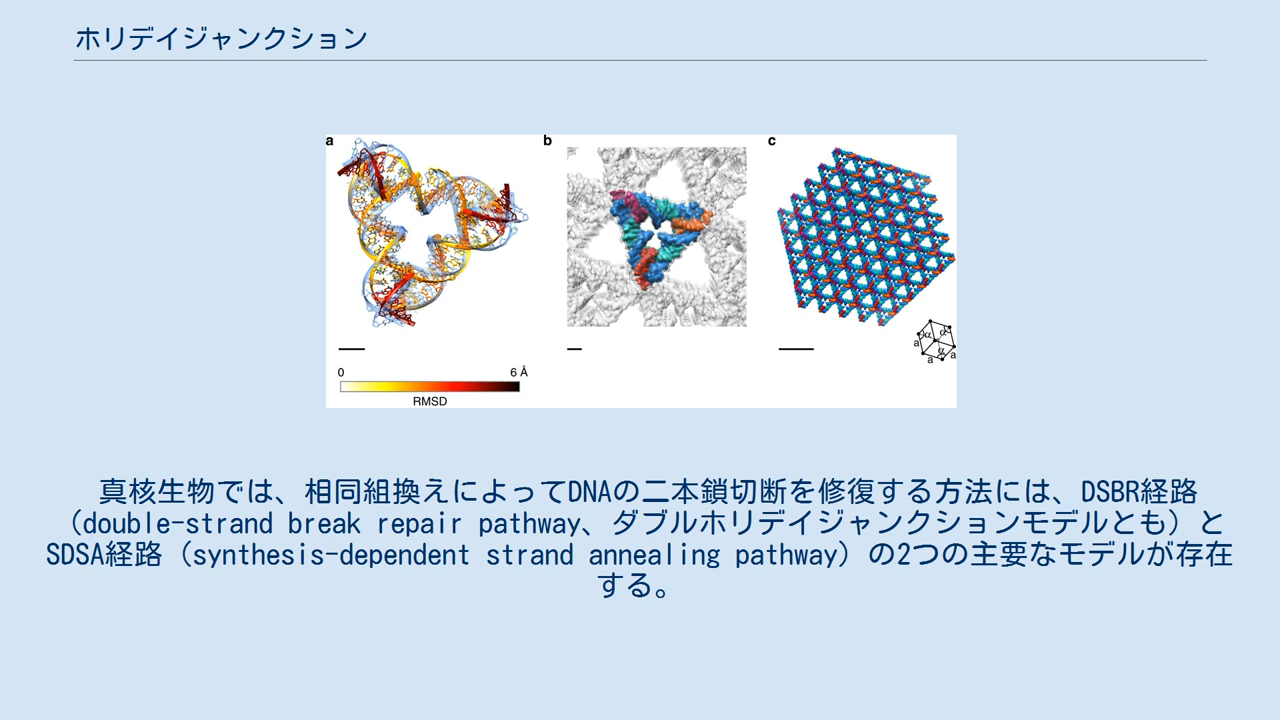 ホリデイジャンクション
a
b
c
0
6 Å
RMSD
α
α
α
a
a
a
真核生物では、相同組換えによってDNAの二本鎖切断を修復する方法には、DSBR経路
（double-strand break repair pathway、ダブルホリデイジャンクションモデルとも）と
SDSA経路（synthesis-dependent strand annealing pathway）の2つの主要なモデルが存在
する。